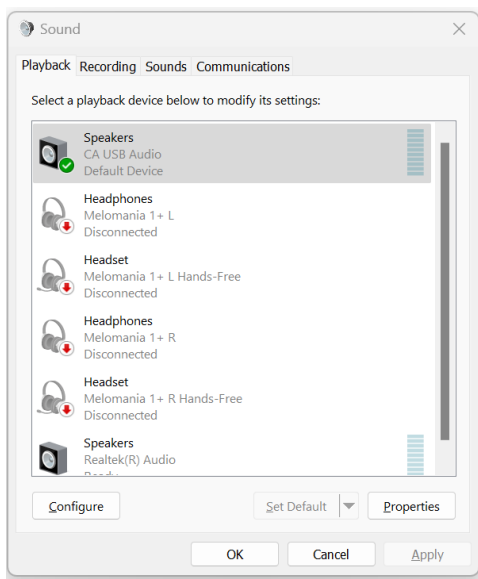 Sound
Playback Recording Sounds Communications
Select a playback device below to modify its settings:
Speakers
CA USB Audio
Default Device
Headphones
Melomania 1+ L
Disconnected
Headset
Melomania 1+ L Hands-Free
Disconnected
Headphones
Melomania 1+ R
Disconnected
Headset
Melomania 1+ R Hands-Free
Disconnected
Speakers
Realtek(R) Audio
Configure Set Default Properties
OK Cancel Apply